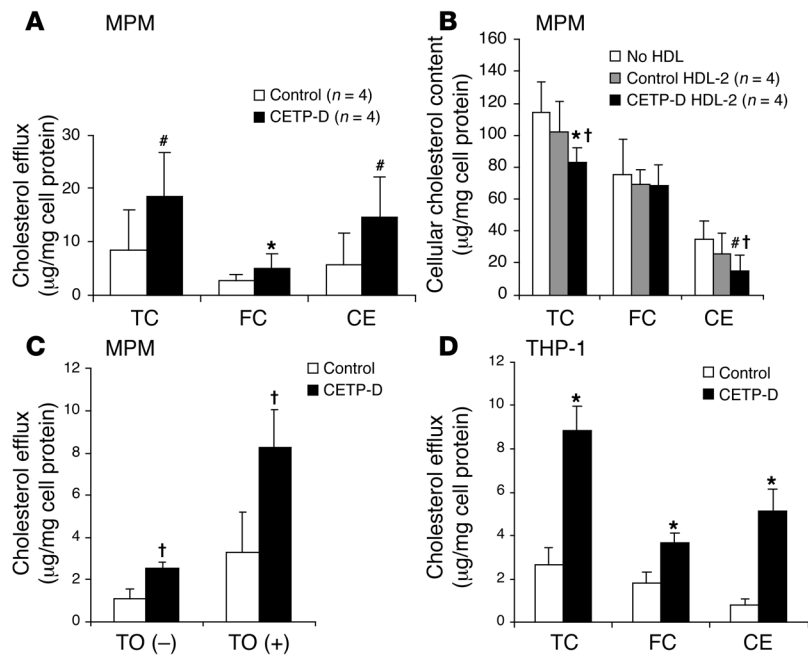 A MPM
Control (n = 4)
CETP-D (n = 4)
Cholesterol efflux
(μg/mg cell protein)
30
20
10
0
#
*
#
TC FC CE
B MPM
No HDL
Control HDL-2 (n = 4)
CETP-D HDL-2 (n = 4)
Cellular cholesterol content
(μg/mg cell protein)
160
140
120
100
80
60
40
20
0
*†
#†
TC FC CE
C MPM
Control
CETP-D
Cholesterol efflux
(μg/mg cell protein)
12
10
8
6
4
2
0
†
†
TO (–) TO (+)
D THP-1
Control
CETP-D
Cholesterol efflux
(μg/mg cell protein)
12
10
8
6
4
2
0
*
*
*
TC FC CE